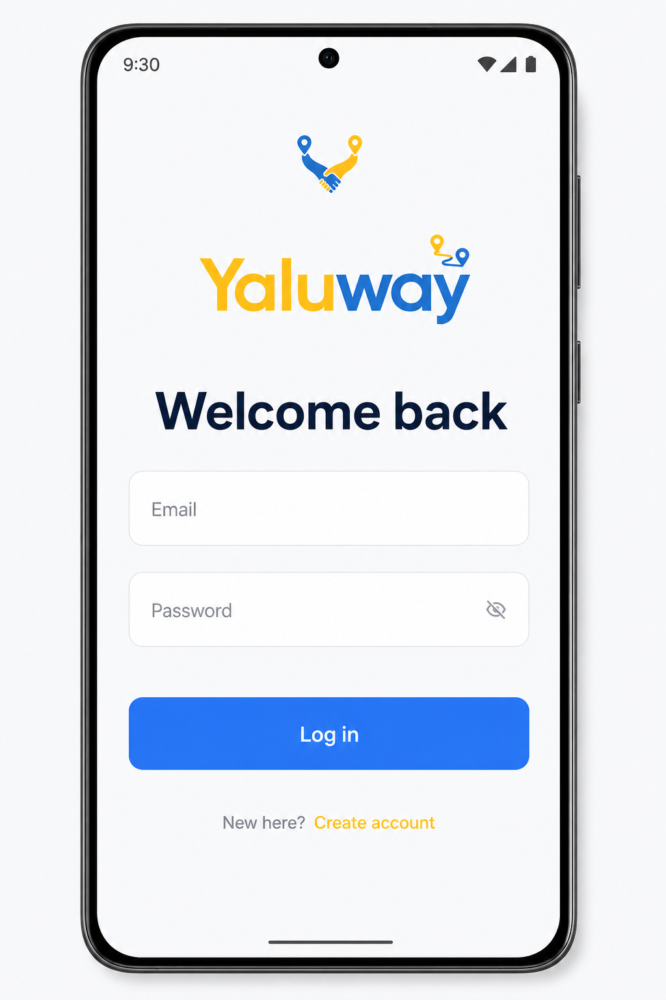 9:30
Yaluway
Welcome back
Email
Password
Log in
New here? Create account